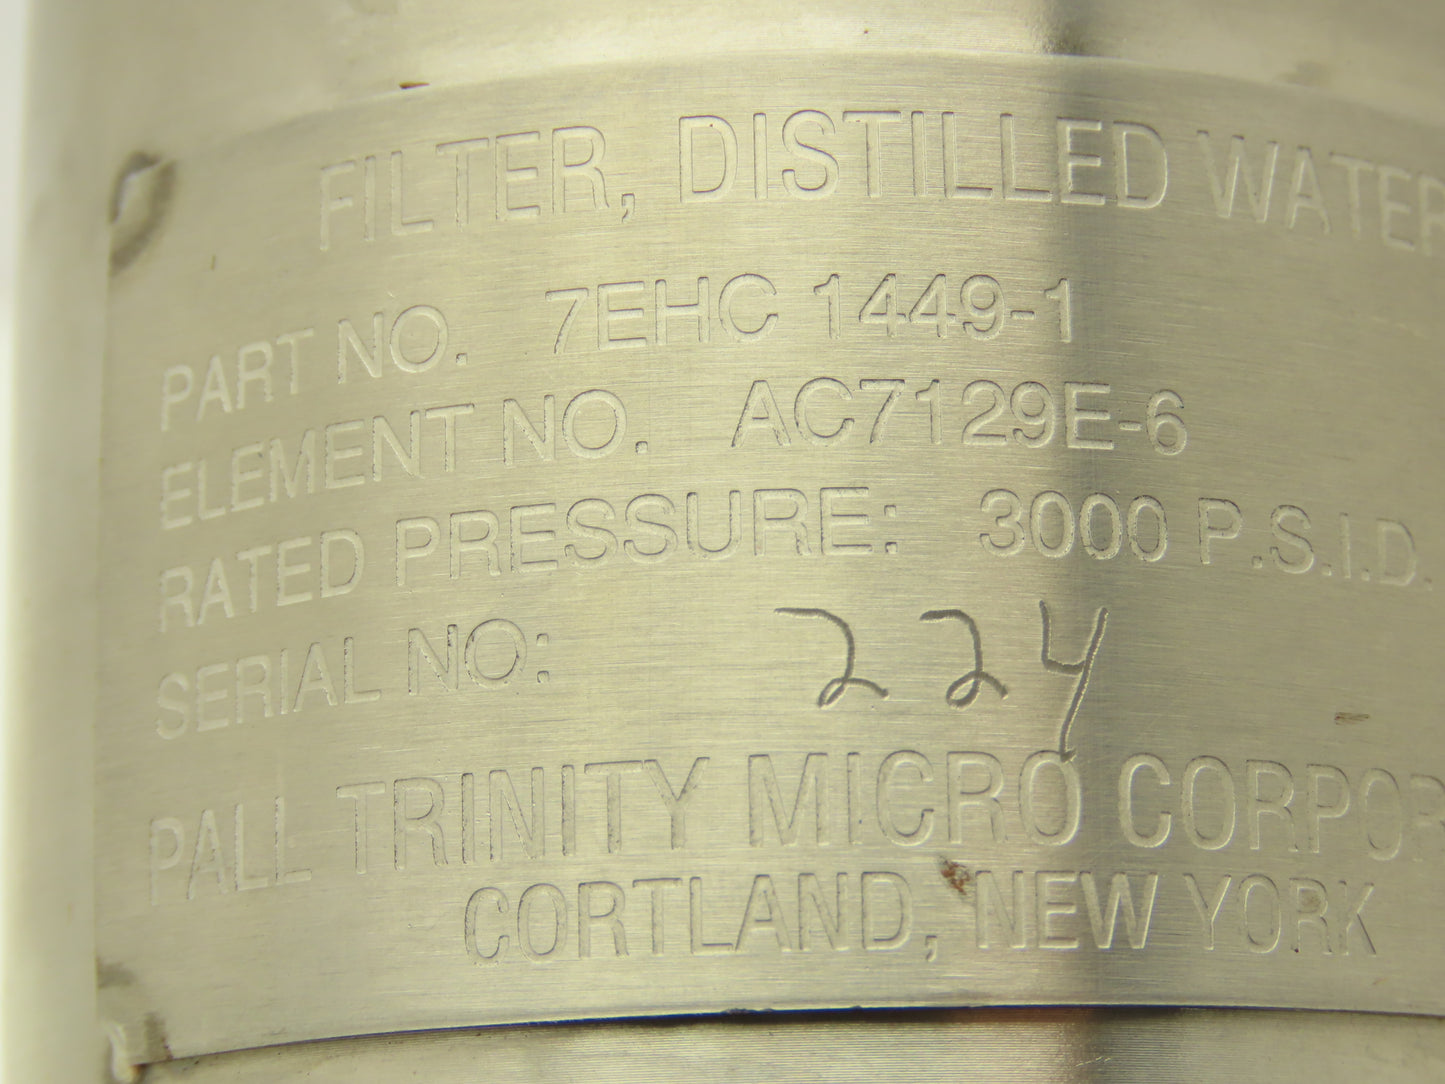 FILTER, DISTILLED WATER
PART NO. 7EHC 1449-1
ELEMENT NO. AC7129E-6
RATED PRESSURE: 3000 P.S.I.D.
SERIAL NO: 224
PALL TRINITY MICRO CORPOR
CORTLAND, NEW YORK